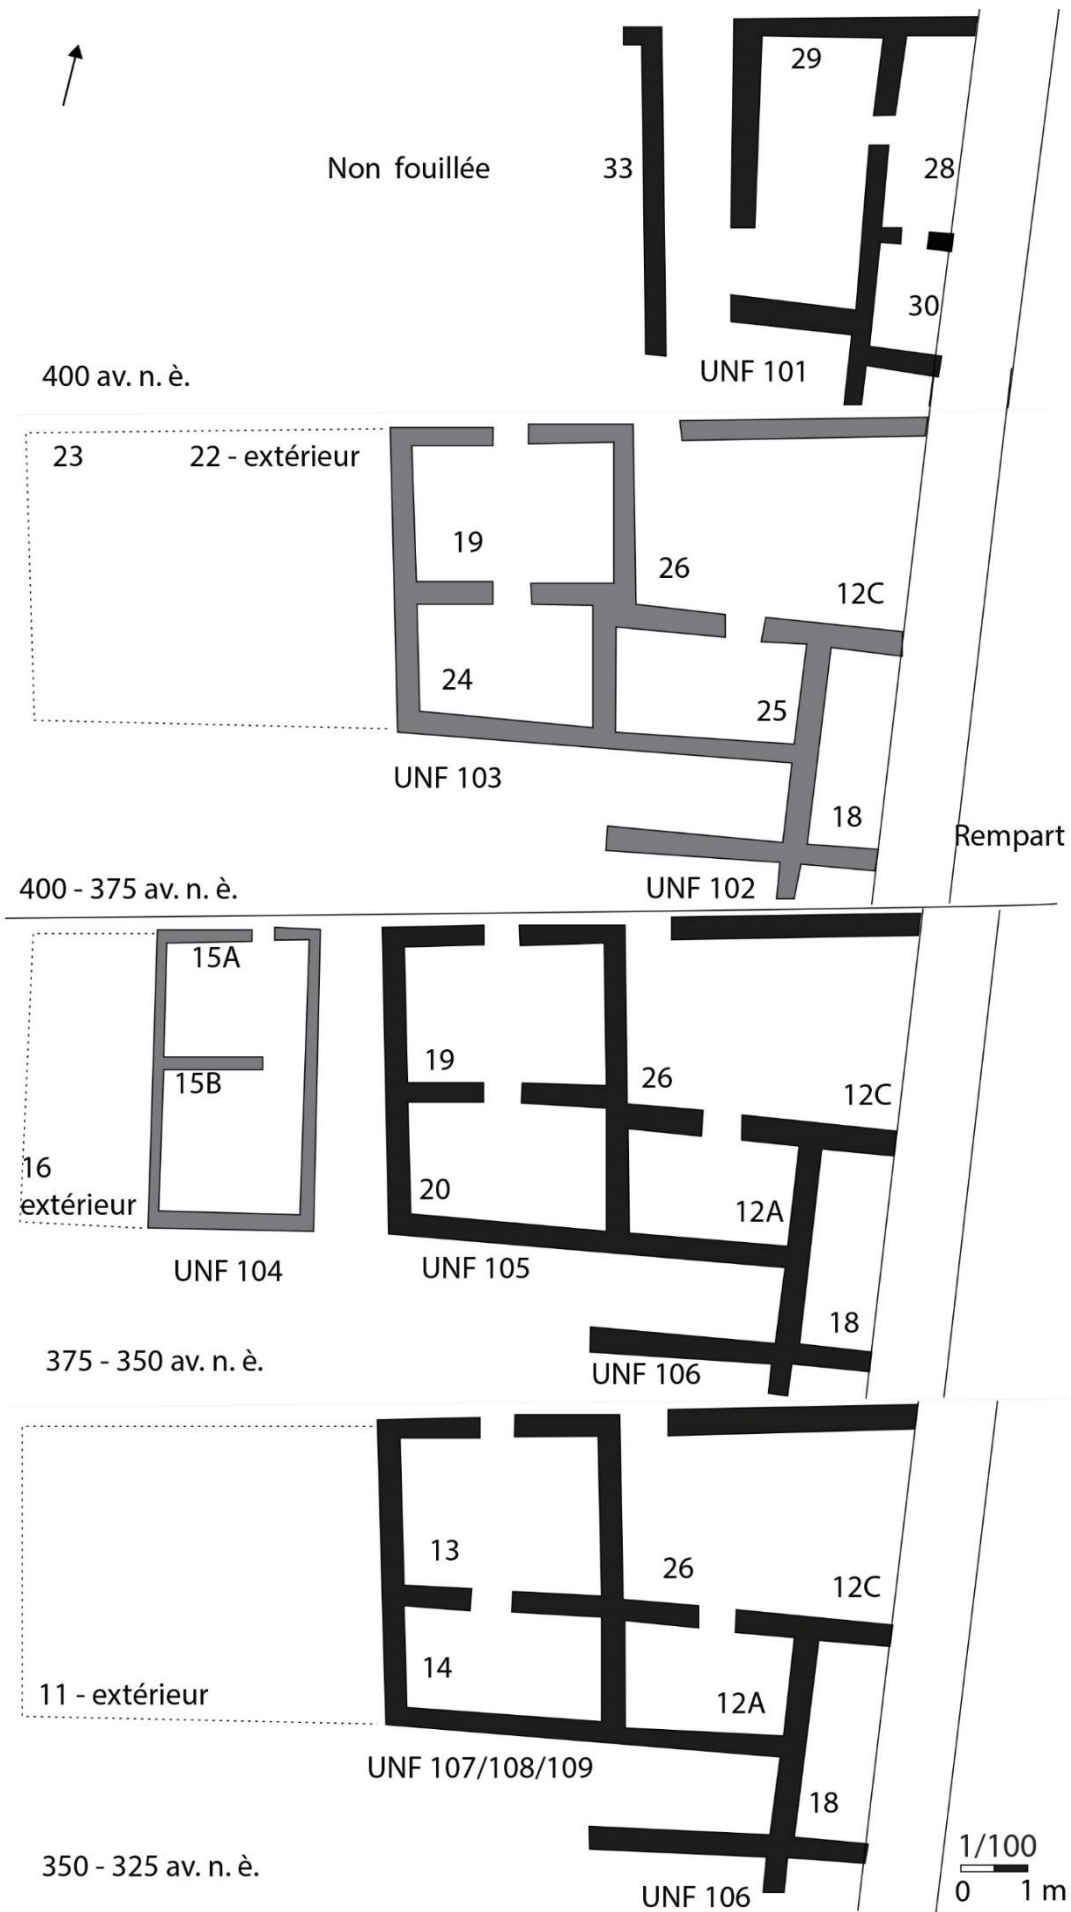 29
Non fouillée
33
28
30
UNF 101
400 av. n. è.
23
22 - extérieur
19
26
12C
24
25
UNF 103
18
Rempart
UNF 102
400 - 375 av. n. è.
15A
19
26
12C
15B
16
extérieur
20
12A
UNF 104
UNF 105
18
375 - 350 av. n. è.
UNF 106
13
26
12C
14
11 - extérieur
12A
UNF 107/108/109
18
1/100
350 - 325 av. n. è.
0 1 m
UNF 106